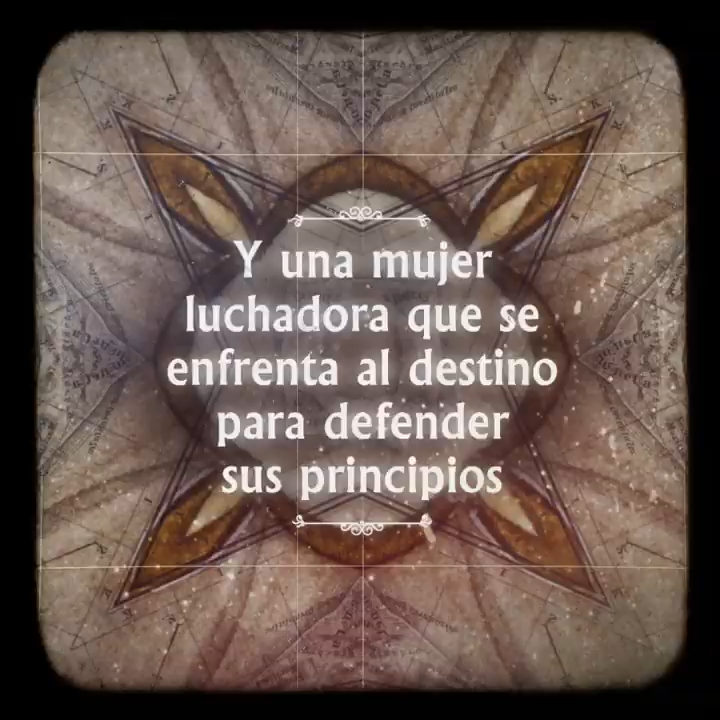 Y una mujer
luchadora que se
enfrenta al destino
para defender
sus principios